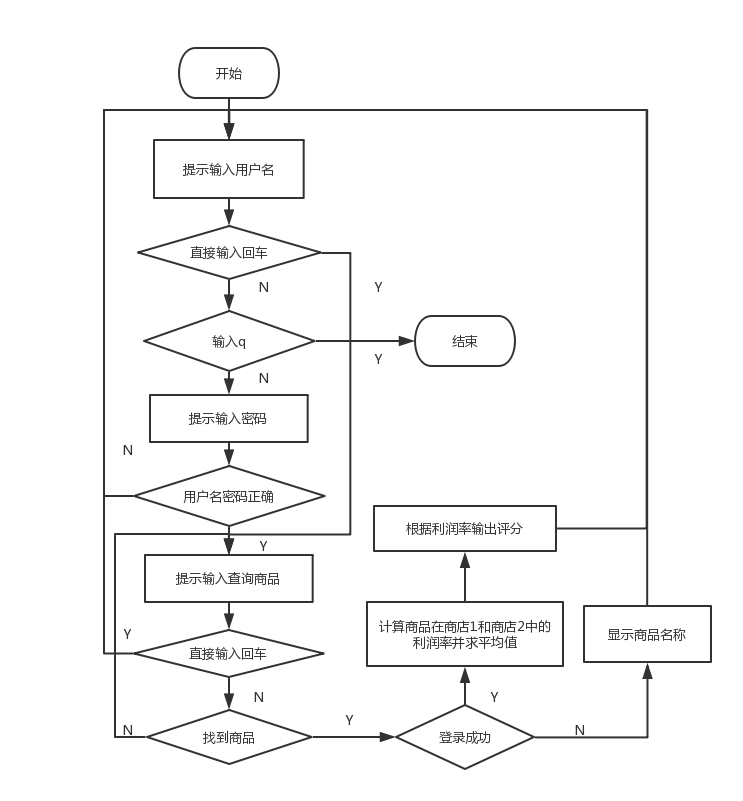 开始
提示输入用户名
直接输入回车
N
Y
输入q
结束
Y
N
提示输入密码
N
用户名密码正确
根据利润率输出评分
Y
提示输入查询商品
计算商品在商店1和商店2中的
利润率并求平均值
显示商品名称
Y
直接输入回车
N
Y
Y
N
找到商品
登录成功
N